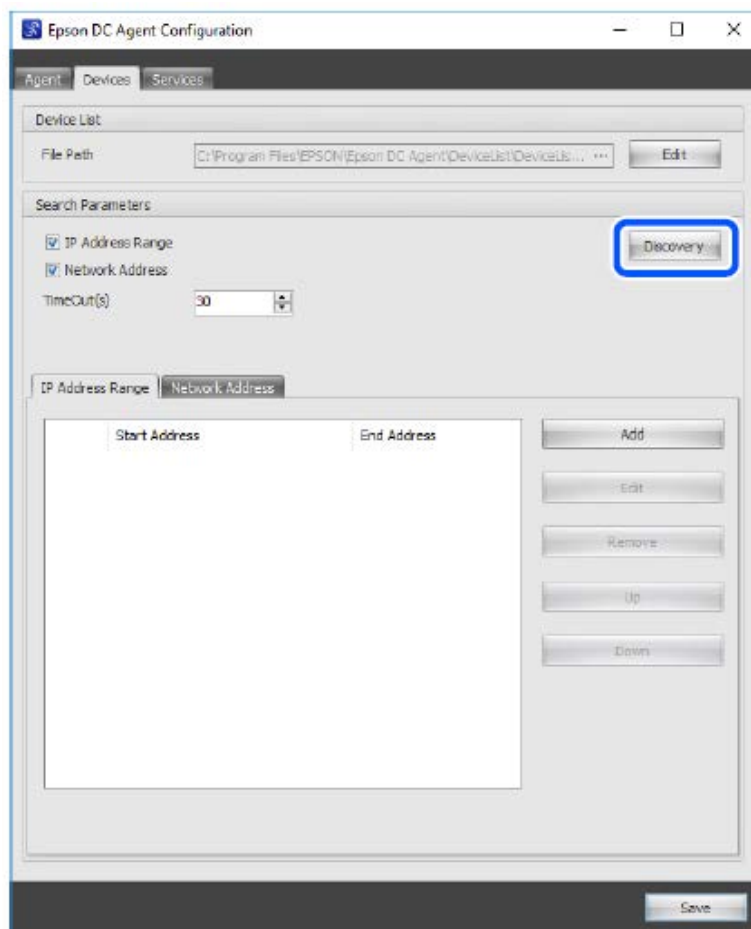 Epson DC Agent Configuration
Agent Devices Services
Device List
File Path C:\Program Files\EPSON\Epson DC Agent\DeviceList\DeviceLis... ... Edit
Search Parameters
IP Address Range Discovery
Network Address
TimeOut(s) 30
IP Address Range Network Address
Start Address End Address Add
Edit
Remove
Up
Down
Save